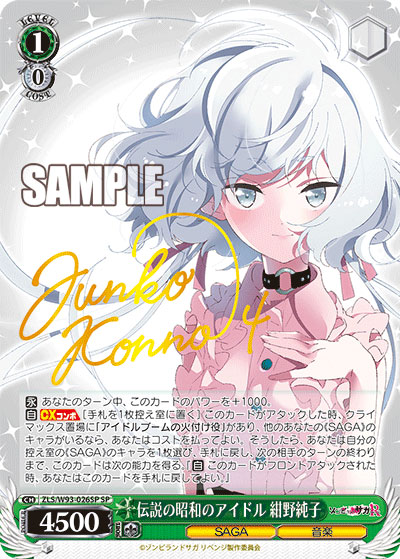 LEVEL
1
0
COST
SAMPLE
Junko
Konno 4
永 あなたのターン中、このカードのパワーを+1000。
自 CXコンボ [手札を1枚控え室に置く] このカードがアタックした時、クライ
マックス置場に「アイドルブームの火付け役」があり、他のあなたの《SAGA》の
キャラがいるなら、あなたはコストを払ってよい。そうしたら、あなたは自分の
控え室の《SAGA》のキャラを1枚選び、手札に戻し、次の相手のターンの終わり
まで、このカードは次の能力を得る。『自 このカードがフロントアタックされた
時、あなたはこのカードを手札に戻してよい。』
CH ZLS/W93-026SP SP
4500
伝説の昭和のアイドル 紺野純子
ゾンビランドサガR
SAGA
音楽
©ゾンビランドサガ リベンジ製作委員会